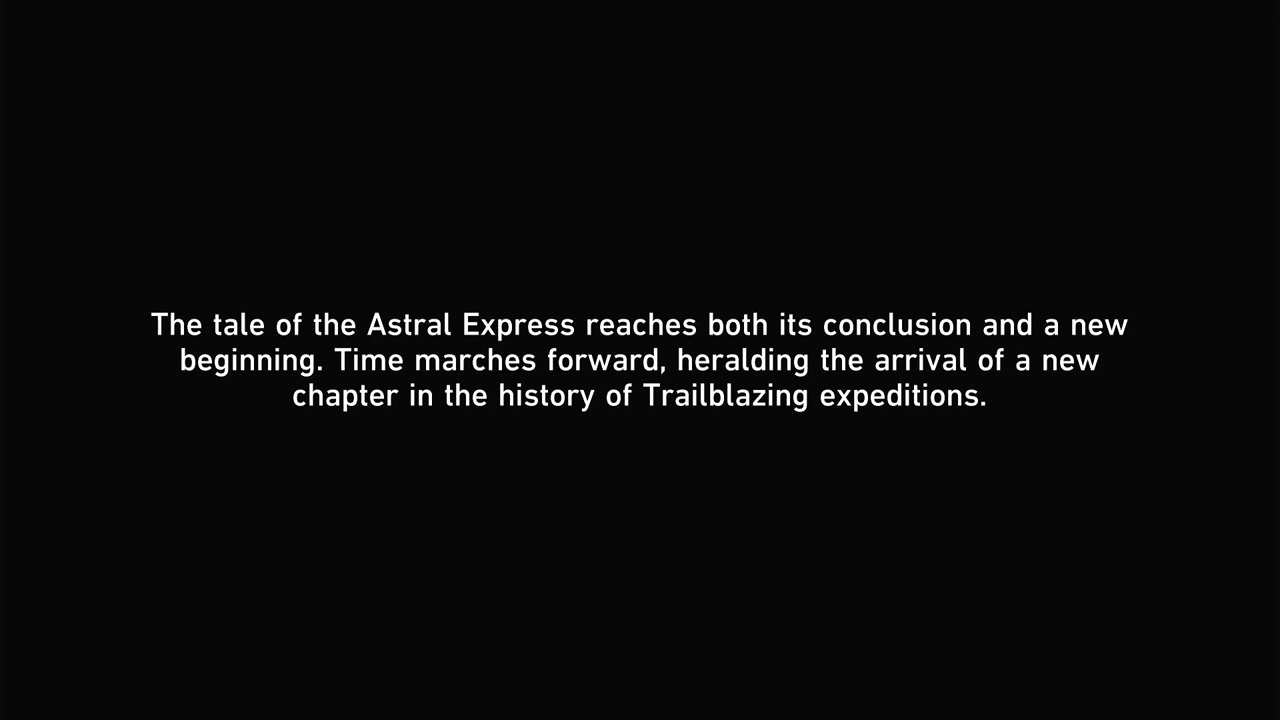 The tale of the Astral Express reaches both its conclusion and a new
beginning. Time marches forward, heralding the arrival of a new
chapter in the history of Trailblazing expeditions.